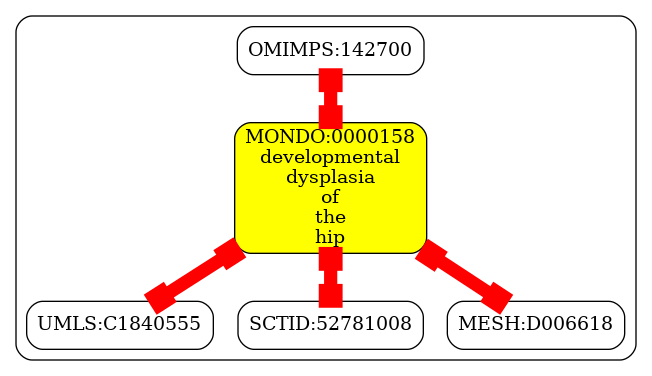 OMIMPS:142700
MONDO:0000158
developmental
dysplasia
of
the
hip
UMLS:C1840555
SCTID:52781008
MESH:D006618